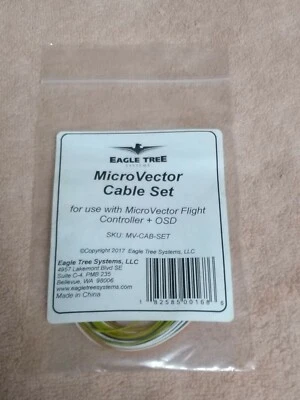 EAGLE TREE
SYSTEMS
MicroVector
Cable Set
for use with MicroVector Flight
Controller + OSD
SKU: MV-CAB-SET
©Copyright 2017 Eagle Tree Systems, LLC
Eagle Tree Systems, LLC
4957 Lakemont Blvd SE
Suite C-4, PMB 235
Bellevue, WA 98006
www.eagletreesystems.com
Made in China